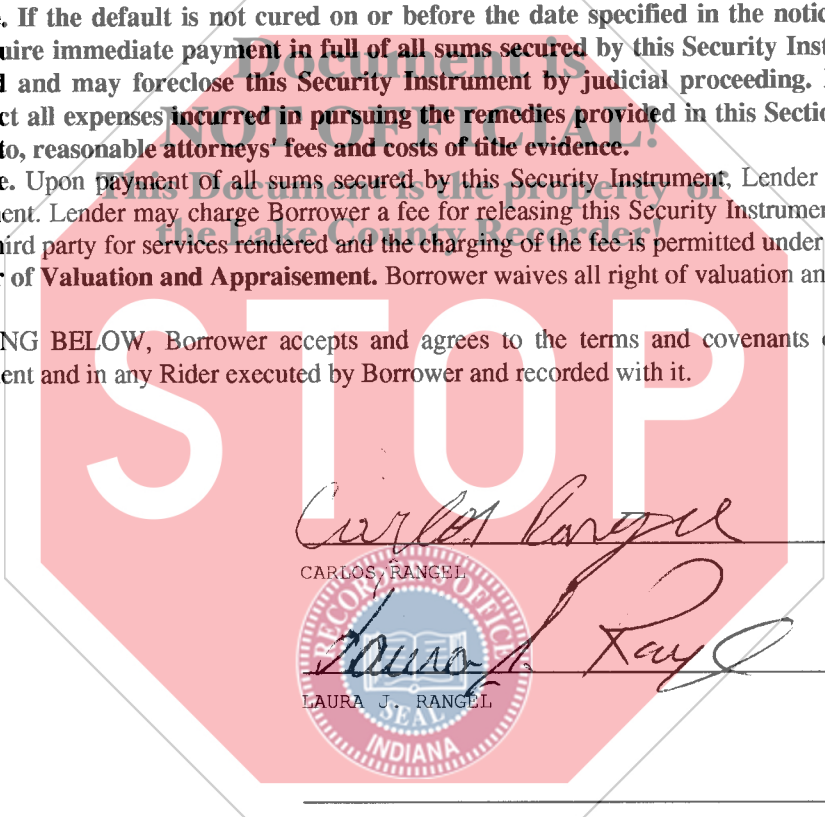 e. If the default is not cured on or before the date specified in the notic
uire immediate payment in full of all sums secured by this Security Inst
d and may foreclose this Security Instrument by judicial proceeding.
ct all expenses incurred in pursuing the remedies provided in this Sectio
to, reasonable attorneys' fees and costs of title evidence.
e. Upon payment of all sums secured by this Security Instrument, Lender
ent. Lender may charge Borrower a fee for releasing this Security Instrumen
hird party for services rendered and the charging of the fee is permitted under
r of Valuation and Appraisement. Borrower waives all right of valuation an
NG BELOW, Borrower accepts and agrees to the terms and covenants c
ent and in any Rider executed by Borrower and recorded with it.
Document is
NOT OFFICIAL!
This Document is the property of
the Lake County Recorder!
STOP
Carlos Rangel
CARLOS RANGEL
Laura J. Rangel
LAURA J. RANGEL
RECORDER'S OFFICE
SEAL
INDIANA